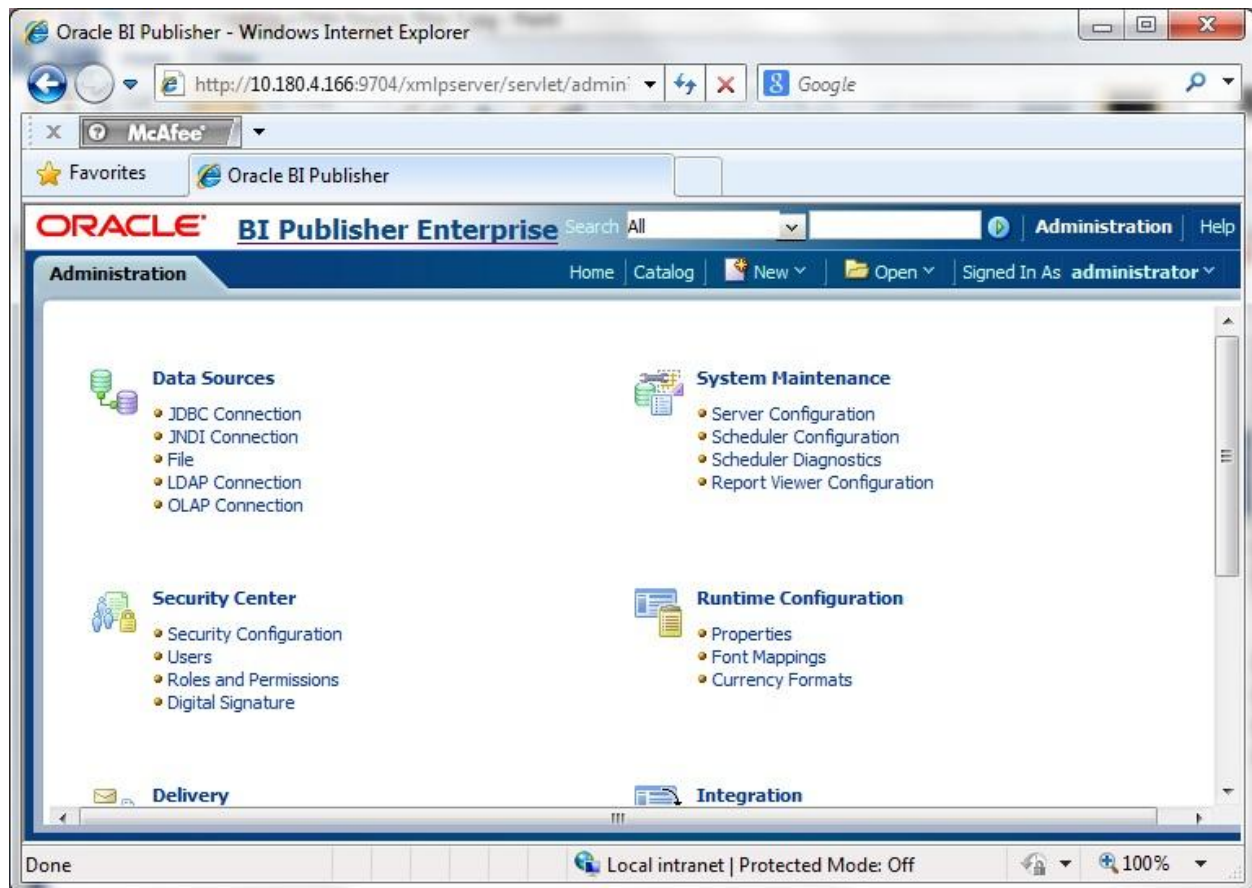 Oracle BI Publisher - Windows Internet Explorer
http://10.180.4.166:9704/xmlpserver/servlet/admin
Google
X McAfee
Favorites Oracle BI Publisher
ORACLE BI Publisher Enterprise Search All Administration Help
Administration Home Catalog New Open Signed In As administrator
Data Sources
JDBC Connection
JNDI Connection
File
LDAP Connection
OLAP Connection
System Maintenance
Server Configuration
Scheduler Configuration
Scheduler Diagnostics
Report Viewer Configuration
Security Center
Security Configuration
Users
Roles and Permissions
Digital Signature
Runtime Configuration
Properties
Font Mappings
Currency Formats
Delivery
Integration
Done Local intranet | Protected Mode: Off 100%